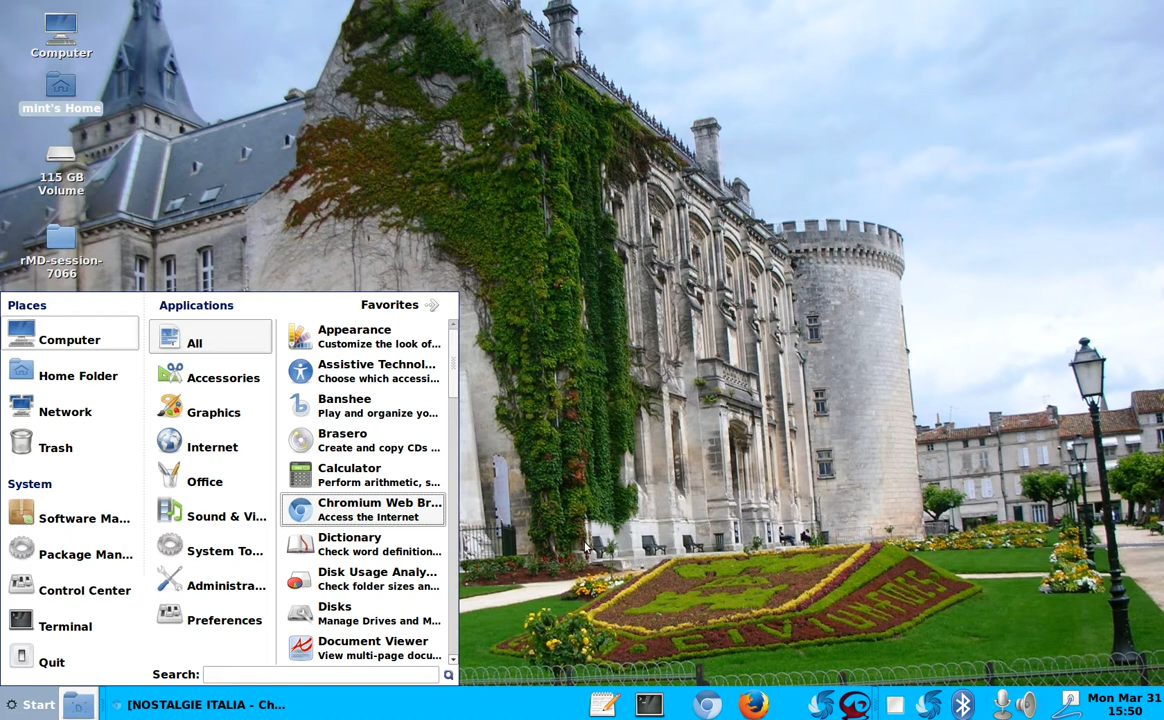 Computer
mint's Home
115 GB
Volume
rMD-session-
7066
Places
Computer
Home Folder
Network
Trash
System
Software Ma...
Package Man...
Control Center
Terminal
Quit
Applications
All
Accessories
Graphics
Internet
Office
Sound & Vi...
System To...
Administra...
Preferences
Favorites
Appearance
Customize the look of...
Assistive Technol...
Choose which accessi...
Banshee
Play and organize yo...
Brasero
Create and copy CDs ...
Calculator
Perform arithmetic, s...
Chromium Web Br...
Access the Internet
Dictionary
Check word definition...
Disk Usage Analy...
Check folder sizes an...
Disks
Manage Drives and M...
Document Viewer
View multi-page docu...
Search:
Start
[NOSTALGIE ITALIA - Ch...
Mon Mar 31
15:50